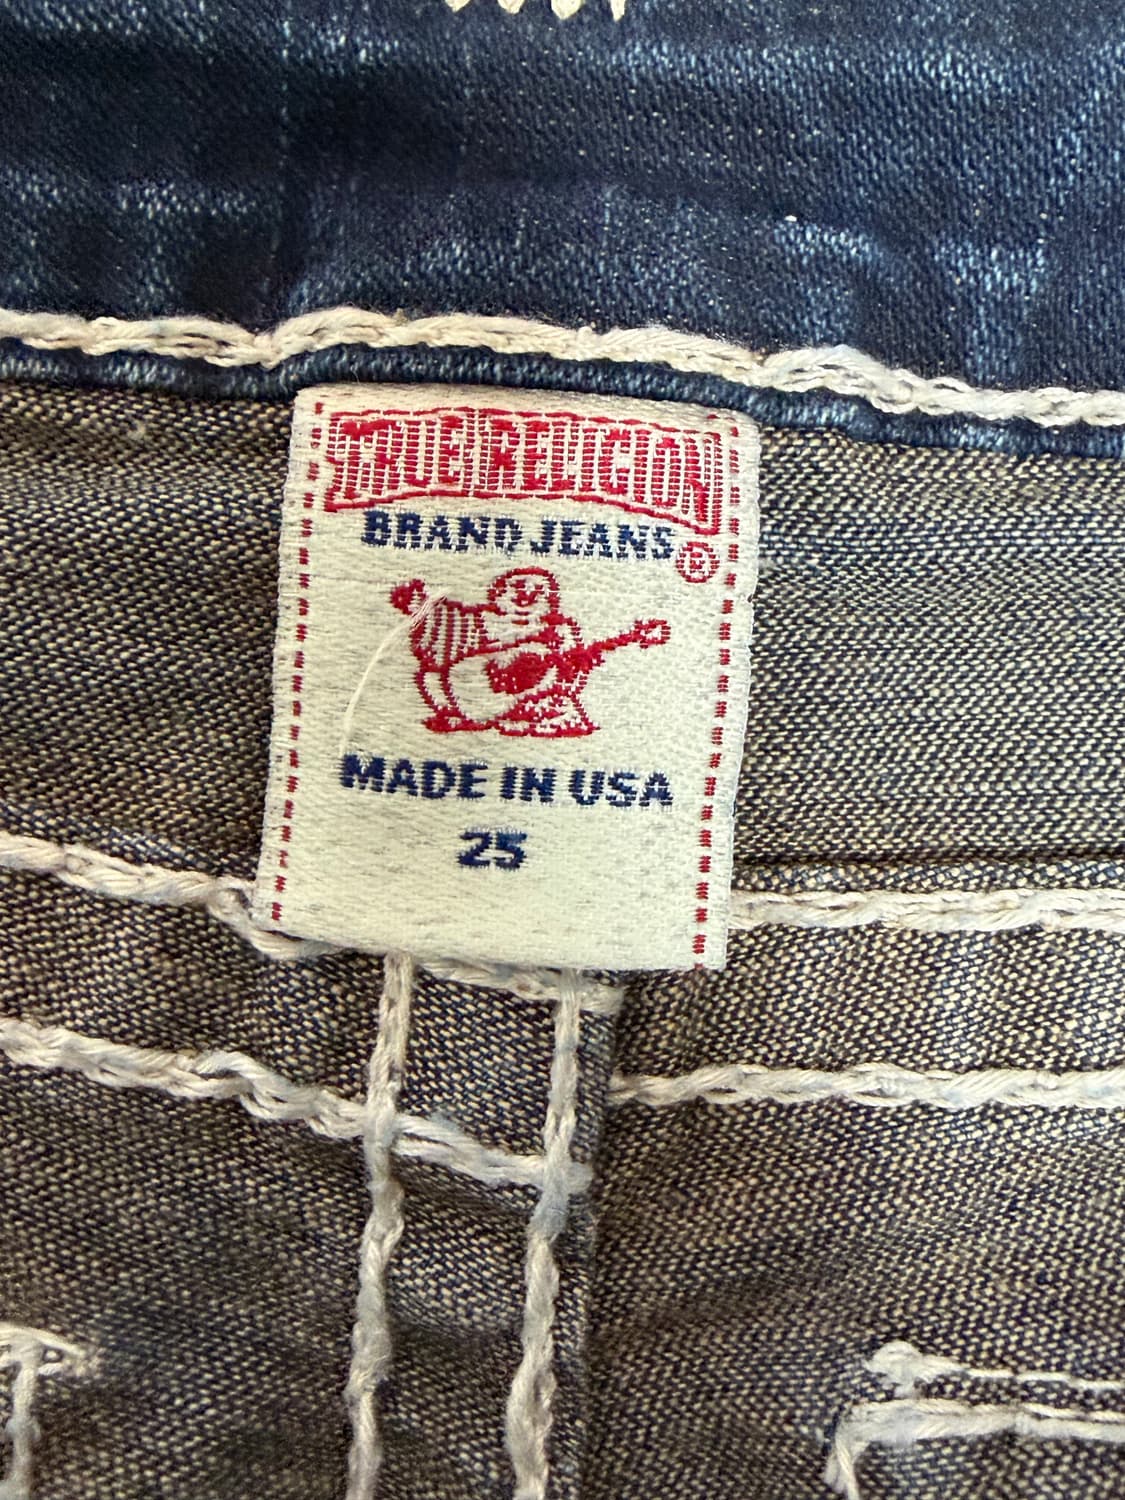 TRUE RELIGION
BRAND JEANS ®
MADE IN USA
25